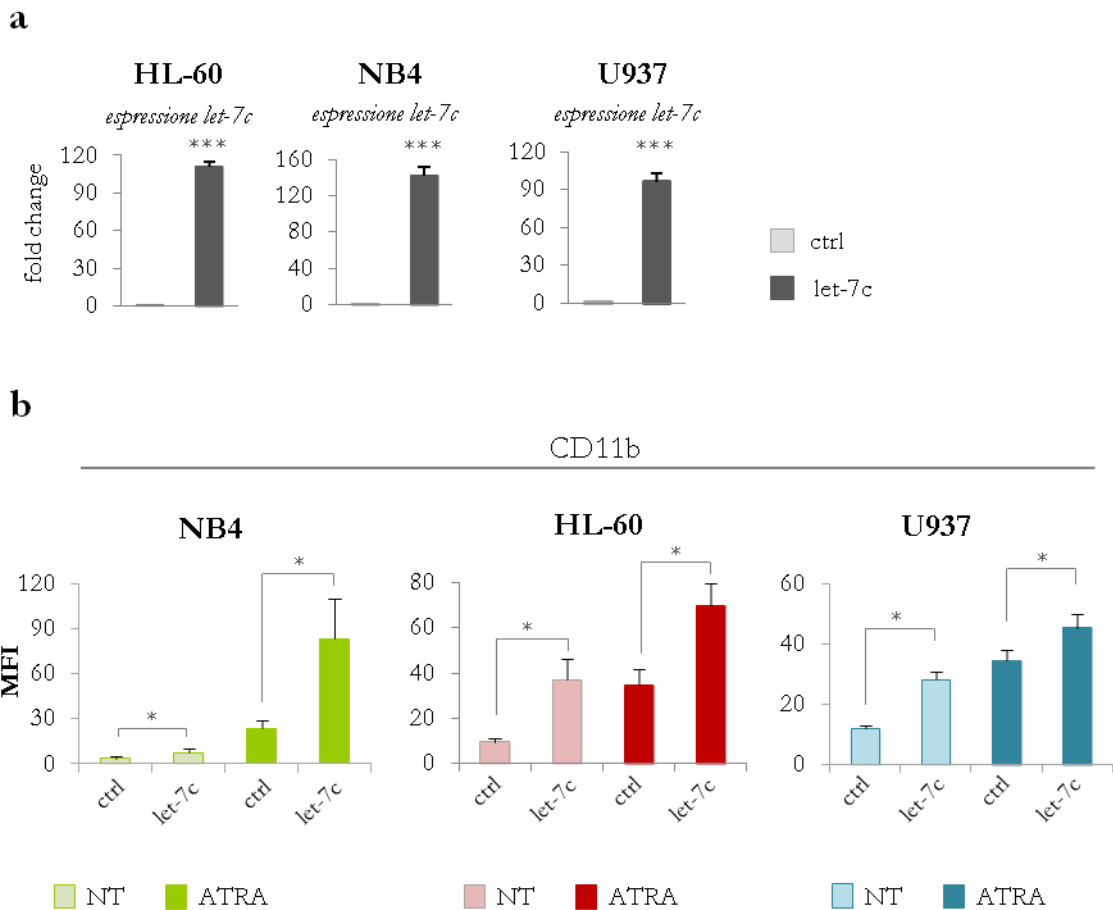 a
HL-60 NB4 U937
espressione let-7c espressione let-7c espressione let-7c
*** *** ***
fold change
120 90 60 30 0
160 120 80 40 0
120 90 60 30 0
ctrl
let-7c
b
CD11b
NB4 HL-60 U937
MFI
120 90 60 30 0
* *
80 60 40 20 0
* *
60 40 20 0
* *
ctrl let-7c ctrl let-7c
ctrl let-7c ctrl let-7c
ctrl let-7c ctrl let-7c
NT ATRA NT ATRA NT ATRA